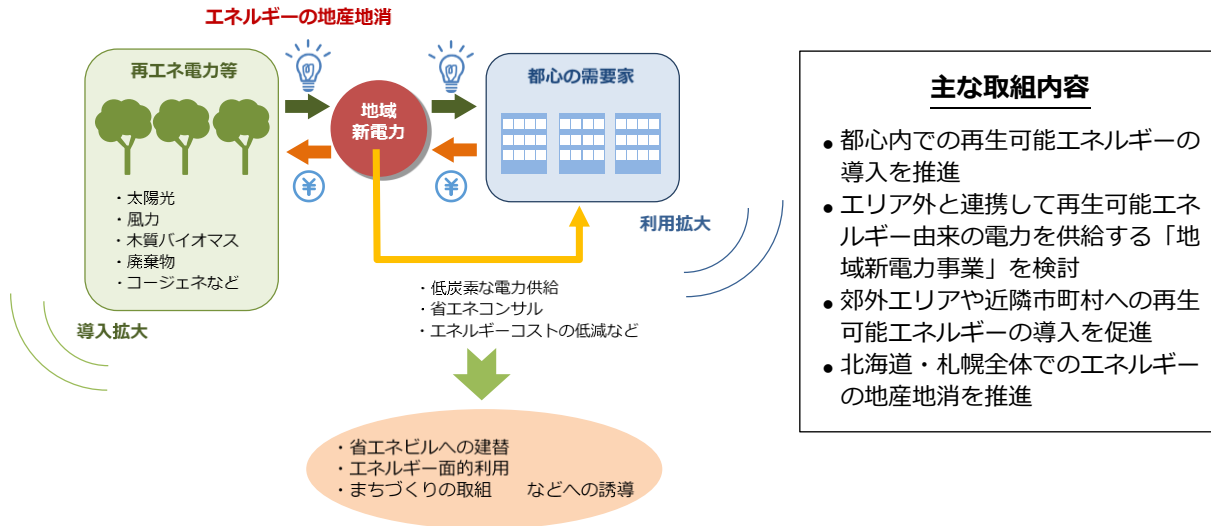 エネルギーの地産地消
再エネ電力等
・太陽光
・風力
・木質バイオマス
・廃棄物
・コージェネなど
導入拡大
地域
新電力
¥
¥
都心の需要家
利用拡大
・低炭素な電力供給
・省エネコンサル
・エネルギーコストの低減など
・省エネビルへの建替
・エネルギー面的利用
・まちづくりの取組　などへの誘導
主な取組内容
●都心内での再生可能エネルギーの
導入を推進
●エリア外と連携して再生可能エネ
ルギー由来の電力を供給する「地
域新電力事業」を検討
●郊外エリアや近隣市町村への再生
可能エネルギーの導入を促進
●北海道・札幌全体でのエネルギー
の地産地消を推進